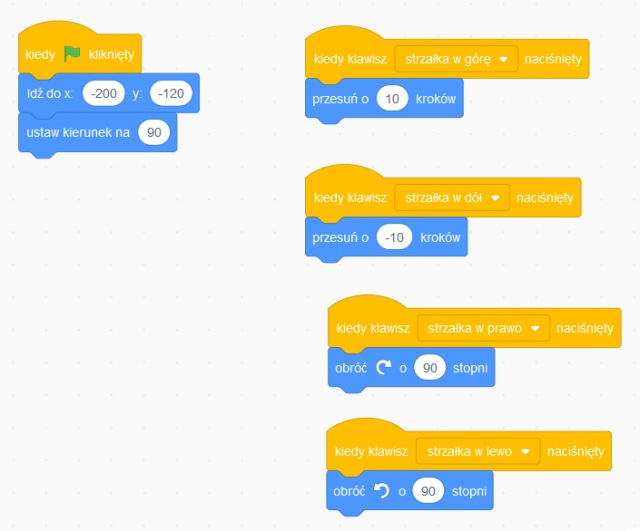 kiedy kliknięty
Idź do x: -200 y: -120
ustaw kierunek na 90
kiedy klawisz strzałka w górę naciśnięty
przesuń o 10 kroków
kiedy klawisz strzałka w dół naciśnięty
przesuń o -10 kroków
kiedy klawisz strzałka w prawo naciśnięty
obróć o 90 stopni
kiedy klawisz strzałka w lewo naciśnięty
obróć o 90 stopni